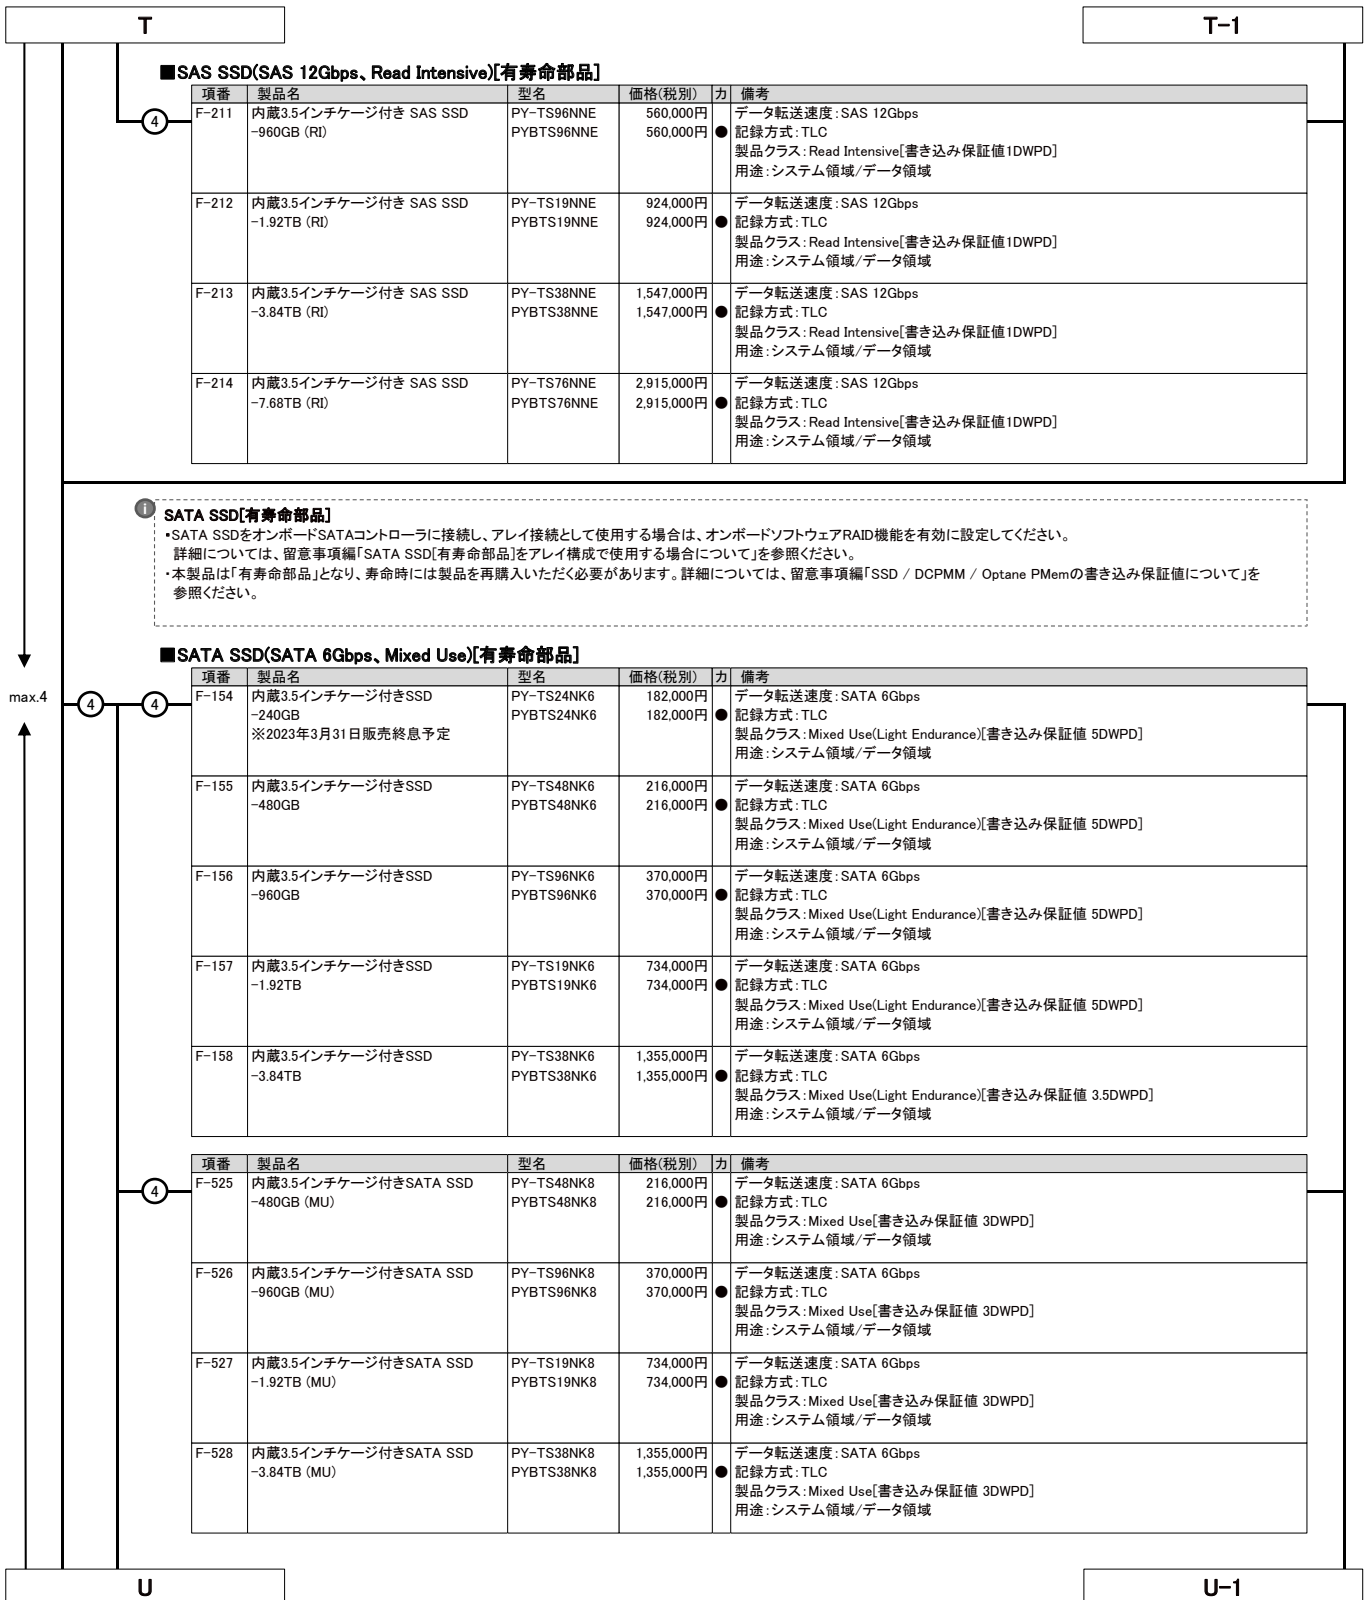 T
T-1
■SAS SSD(SAS 12Gbps、Read Intensive)[有寿命部品]
項番 製品名 型名 価格(税別) カ 備考
④ F-211 内蔵3.5インチケージ付き SAS SSD PY-TS96NNE 560,000円 データ転送速度:SAS 12Gbps
-960GB (RI) PYBTS96NNE 560,000円 ● 記録方式:TLC
製品クラス:Read Intensive[書き込み保証値1DWPD]
用途:システム領域/データ領域
F-212 内蔵3.5インチケージ付き SAS SSD PY-TS19NNE 924,000円 データ転送速度:SAS 12Gbps
-1.92TB (RI) PYBTS19NNE 924,000円 ● 記録方式:TLC
製品クラス:Read Intensive[書き込み保証値1DWPD]
用途:システム領域/データ領域
F-213 内蔵3.5インチケージ付き SAS SSD PY-TS38NNE 1,547,000円 データ転送速度:SAS 12Gbps
-3.84TB (RI) PYBTS38NNE 1,547,000円 ● 記録方式:TLC
製品クラス:Read Intensive[書き込み保証値1DWPD]
用途:システム領域/データ領域
F-214 内蔵3.5インチケージ付き SAS SSD PY-TS76NNE 2,915,000円 データ転送速度:SAS 12Gbps
-7.68TB (RI) PYBTS76NNE 2,915,000円 ● 記録方式:TLC
製品クラス:Read Intensive[書き込み保証値1DWPD]
用途:システム領域/データ領域
i SATA SSD[有寿命部品]
・SATA SSDをオンボードSATAコントローラに接続し、アレイ接続として使用する場合は、オンボードソフトウェアRAID機能を有効に設定してください。
詳細については、留意事項編「SATA SSD[有寿命部品]をアレイ構成で使用する場合について」を参照ください。
・本製品は「有寿命部品」となり、寿命時には製品を再購入いただく必要があります。詳細については、留意事項編「SSD / DCPMM / Optane PMemの書き込み保証値について」を
参照ください。
■SATA SSD(SATA 6Gbps、Mixed Use)[有寿命部品]
項番 製品名 型名 価格(税別) カ 備考
max.4 ④ ④ F-154 内蔵3.5インチケージ付きSSD PY-TS24NK6 182,000円 データ転送速度:SATA 6Gbps
-240GB PYBTS24NK6 182,000円 ● 記録方式:TLC
※2023年3月31日販売終息予定 製品クラス:Mixed Use(Light Endurance)[書き込み保証値 5DWPD]
用途:システム領域/データ領域
F-155 内蔵3.5インチケージ付きSSD PY-TS48NK6 216,000円 データ転送速度:SATA 6Gbps
-480GB PYBTS48NK6 216,000円 ● 記録方式:TLC
製品クラス:Mixed Use(Light Endurance)[書き込み保証値 5DWPD]
用途:システム領域/データ領域
F-156 内蔵3.5インチケージ付きSSD PY-TS96NK6 370,000円 データ転送速度:SATA 6Gbps
-960GB PYBTS96NK6 370,000円 ● 記録方式:TLC
製品クラス:Mixed Use(Light Endurance)[書き込み保証値 5DWPD]
用途:システム領域/データ領域
F-157 内蔵3.5インチケージ付きSSD PY-TS19NK6 734,000円 データ転送速度:SATA 6Gbps
-1.92TB PYBTS19NK6 734,000円 ● 記録方式:TLC
製品クラス:Mixed Use(Light Endurance)[書き込み保証値 5DWPD]
用途:システム領域/データ領域
F-158 内蔵3.5インチケージ付きSSD PY-TS38NK6 1,355,000円 データ転送速度:SATA 6Gbps
-3.84TB PYBTS38NK6 1,355,000円 ● 記録方式:TLC
製品クラス:Mixed Use(Light Endurance)[書き込み保証値 3.5DWPD]
用途:システム領域/データ領域
項番 製品名 型名 価格(税別) カ 備考
④ F-525 内蔵3.5インチケージ付きSATA SSD PY-TS48NK8 216,000円 データ転送速度:SATA 6Gbps
-480GB (MU) PYBTS48NK8 216,000円 ● 記録方式:TLC
製品クラス:Mixed Use[書き込み保証値 3DWPD]
用途:システム領域/データ領域
F-526 内蔵3.5インチケージ付きSATA SSD PY-TS96NK8 370,000円 データ転送速度:SATA 6Gbps
-960GB (MU) PYBTS96NK8 370,000円 ● 記録方式:TLC
製品クラス:Mixed Use[書き込み保証値 3DWPD]
用途:システム領域/データ領域
F-527 内蔵3.5インチケージ付きSATA SSD PY-TS19NK8 734,000円 データ転送速度:SATA 6Gbps
-1.92TB (MU) PYBTS19NK8 734,000円 ● 記録方式:TLC
製品クラス:Mixed Use[書き込み保証値 3DWPD]
用途:システム領域/データ領域
F-528 内蔵3.5インチケージ付きSATA SSD PY-TS38NK8 1,355,000円 データ転送速度:SATA 6Gbps
-3.84TB (MU) PYBTS38NK8 1,355,000円 ● 記録方式:TLC
製品クラス:Mixed Use[書き込み保証値 3DWPD]
用途:システム領域/データ領域
U
U-1